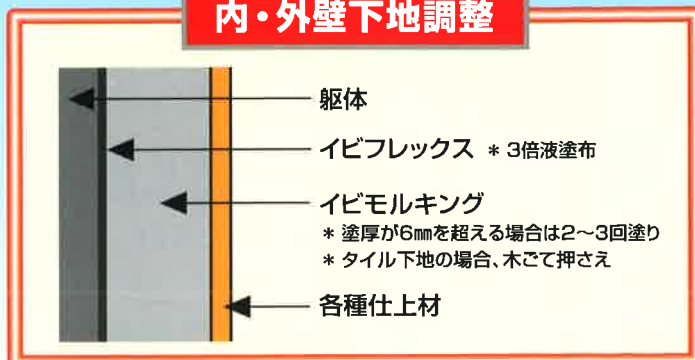 内・外壁下地調整
躯体
イビフレックス * 3倍液塗布
イビモルキング
* 塗厚が6㎜を超える場合は2～3回塗り
* タイル下地の場合、木ごて押さえ
各種仕上材